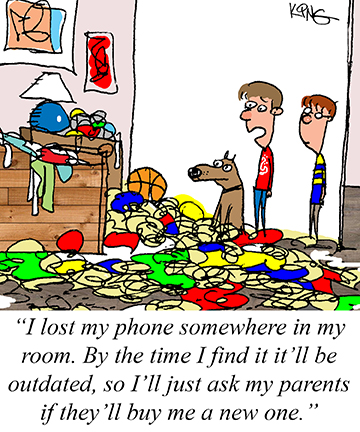 KING
"I lost my phone somewhere in my
room. By the time I find it it'll be
outdated, so I'll just ask my parents
if they'll buy me a new one."